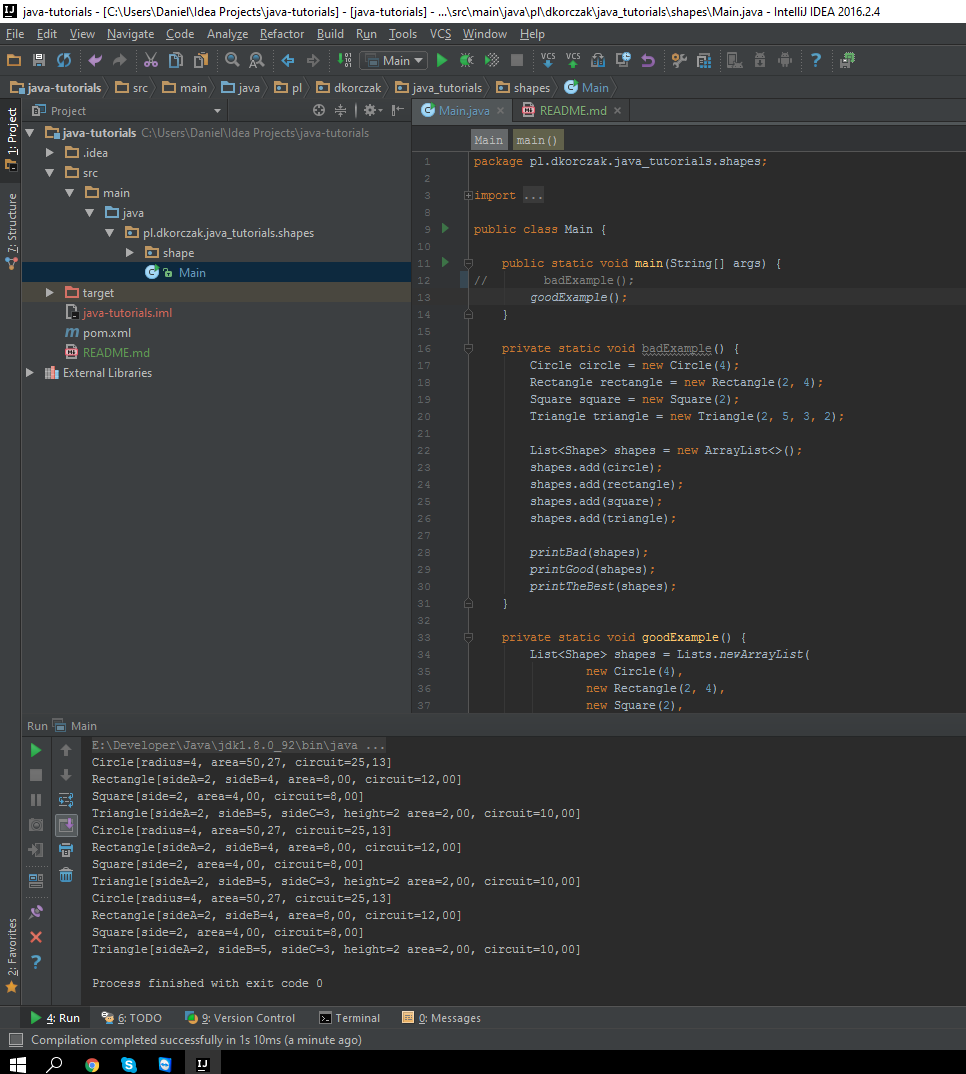 java-tutorials - [C:\Users\Daniel\Idea Projects\java-tutorials] - [java-tutorials] - ...\src\main\java\pl\dkorczak\java_tutorials\shapes\Main.java - IntelliJ IDEA 2016.2.4
File Edit View Navigate Code Analyze Refactor Build Run Tools VCS Window Help
Main VCS VCS
java-tutorials src main java pl dkorczak java_tutorials shapes Main
1: Project
7: Structure
2: Favorites
Project
java-tutorials C:\Users\Daniel\Idea Projects\java-tutorials
.idea
src
main
java
pl.dkorczak.java_tutorials.shapes
shape
Main
target
java-tutorials.iml
pom.xml
README.md
External Libraries
Main.java README.md
Main main()
1 package pl.dkorczak.java_tutorials.shapes;
2
3 import ...
8
9 public class Main {
10
11 public static void main(String[] args) {
12 // badExample();
13 goodExample();
14 }
15
16 private static void badExample() {
17 Circle circle = new Circle(4);
18 Rectangle rectangle = new Rectangle(2, 4);
19 Square square = new Square(2);
20 Triangle triangle = new Triangle(2, 5, 3, 2);
21
22 List<Shape> shapes = new ArrayList<>();
23 shapes.add(circle);
24 shapes.add(rectangle);
25 shapes.add(square);
26 shapes.add(triangle);
27
28 printBad(shapes);
29 printGood(shapes);
30 printTheBest(shapes);
31 }
32
33 private static void goodExample() {
34 List<Shape> shapes = Lists.newArrayList(
35 new Circle(4),
36 new Rectangle(2, 4),
37 new Square(2),
Run Main
E:\Developer\Java\jdk1.8.0_92\bin\java ...
Circle[radius=4, area=50,27, circuit=25,13]
Rectangle[sideA=2, sideB=4, area=8,00, circuit=12,00]
Square[side=2, area=4,00, circuit=8,00]
Triangle[sideA=2, sideB=5, sideC=3, height=2 area=2,00, circuit=10,00]
Circle[radius=4, area=50,27, circuit=25,13]
Rectangle[sideA=2, sideB=4, area=8,00, circuit=12,00]
Square[side=2, area=4,00, circuit=8,00]
Triangle[sideA=2, sideB=5, sideC=3, height=2 area=2,00, circuit=10,00]
Circle[radius=4, area=50,27, circuit=25,13]
Rectangle[sideA=2, sideB=4, area=8,00, circuit=12,00]
Square[side=2, area=4,00, circuit=8,00]
Triangle[sideA=2, sideB=5, sideC=3, height=2 area=2,00, circuit=10,00]
Process finished with exit code 0
4: Run 6: TODO 9: Version Control Terminal 0: Messages
Compilation completed successfully in 1s 10ms (a minute ago)